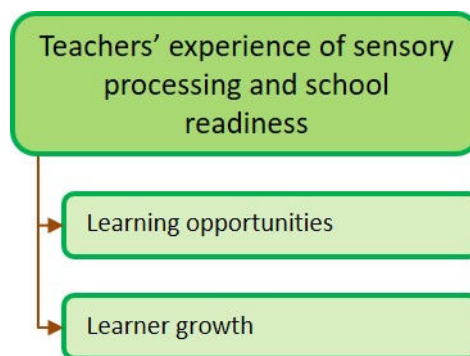 Teachers’ experience of sensory
processing and school
readiness
Learning opportunities
Learner growth